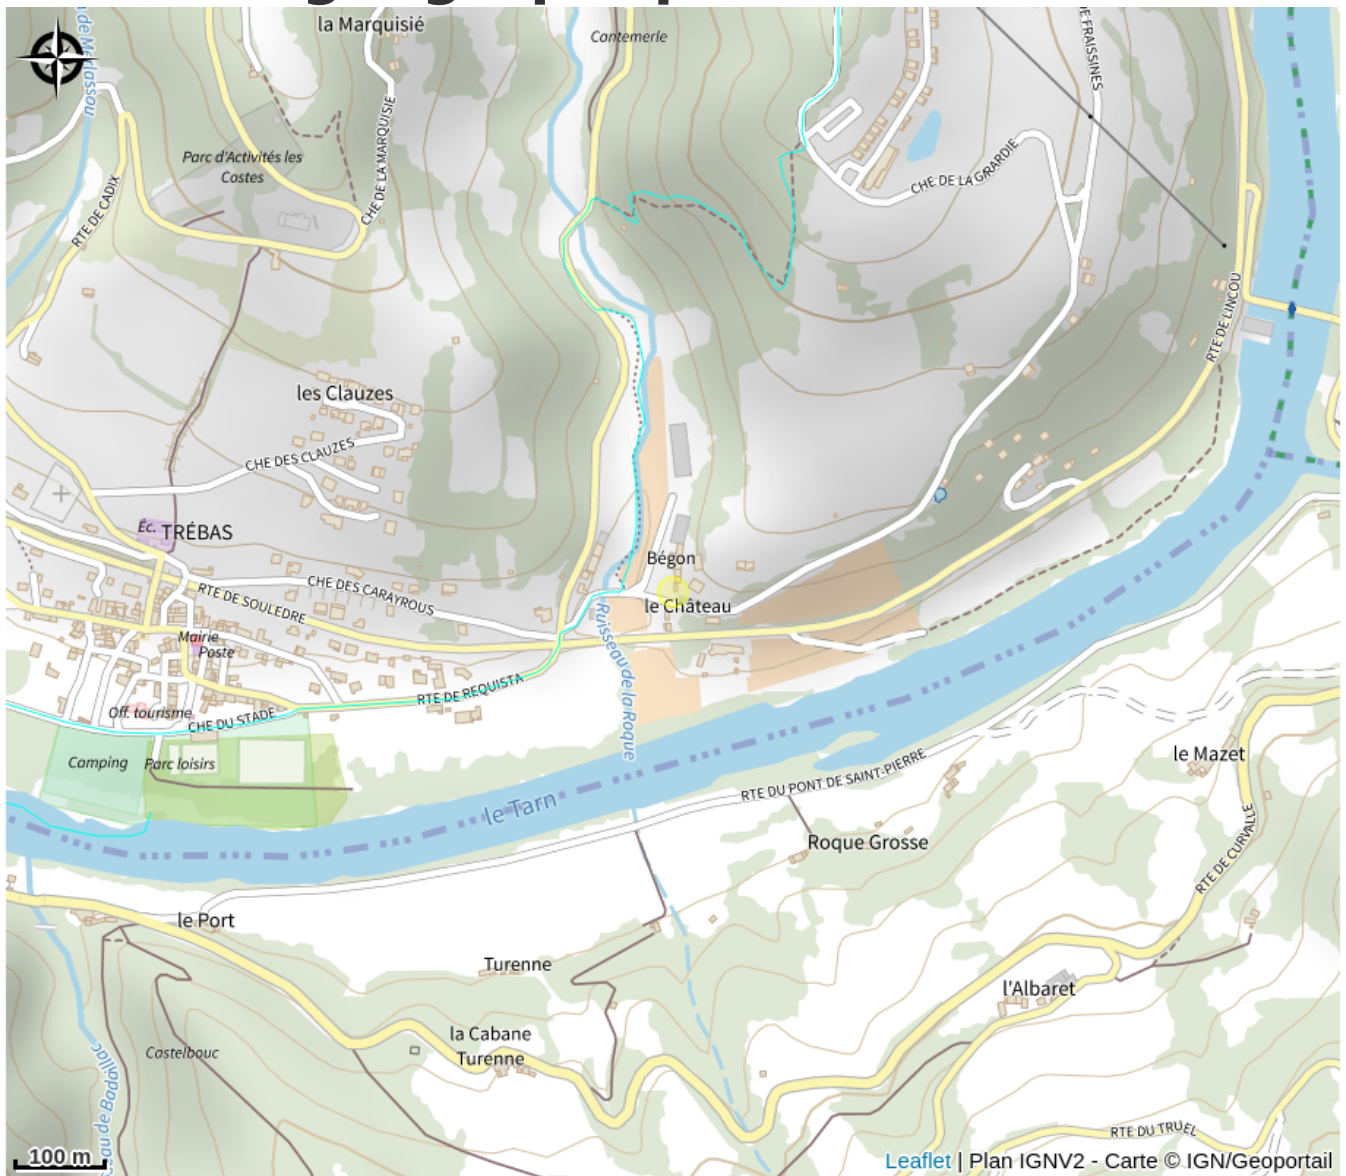 la Marquisié
Cantemerle
DE FRAISSINES
CHE DE LA MARQUISIE
Parc d'Activités les
Costes
RTE DE CADIX
CHE DE LA GIRARDIE
RTE DE LINCOU
les Clauzes
CHE DES CLAUZES
Éc.
TRÉBAS
Bégon
le Château
CHE DES CARAYROUS
RTE DE SOULEDRE
Ruisseau de la Roque
Mairie
Poste
RTE DE REQUISTA
Off. tourisme
CHE DU STADE
Camping
Parc loisirs
le Tarn
RTE DU PONT DE SAINT-PIERRE
le Mazet
Roque Grosse
RTE DE CURVALLE
le Port
Turenne
l'Albaret
la Cabane
Turenne
Castelbouc
RTE DU TRUEL
100 m
Leaflet | Plan IGNV2 - Carte © IGN/Geoportail